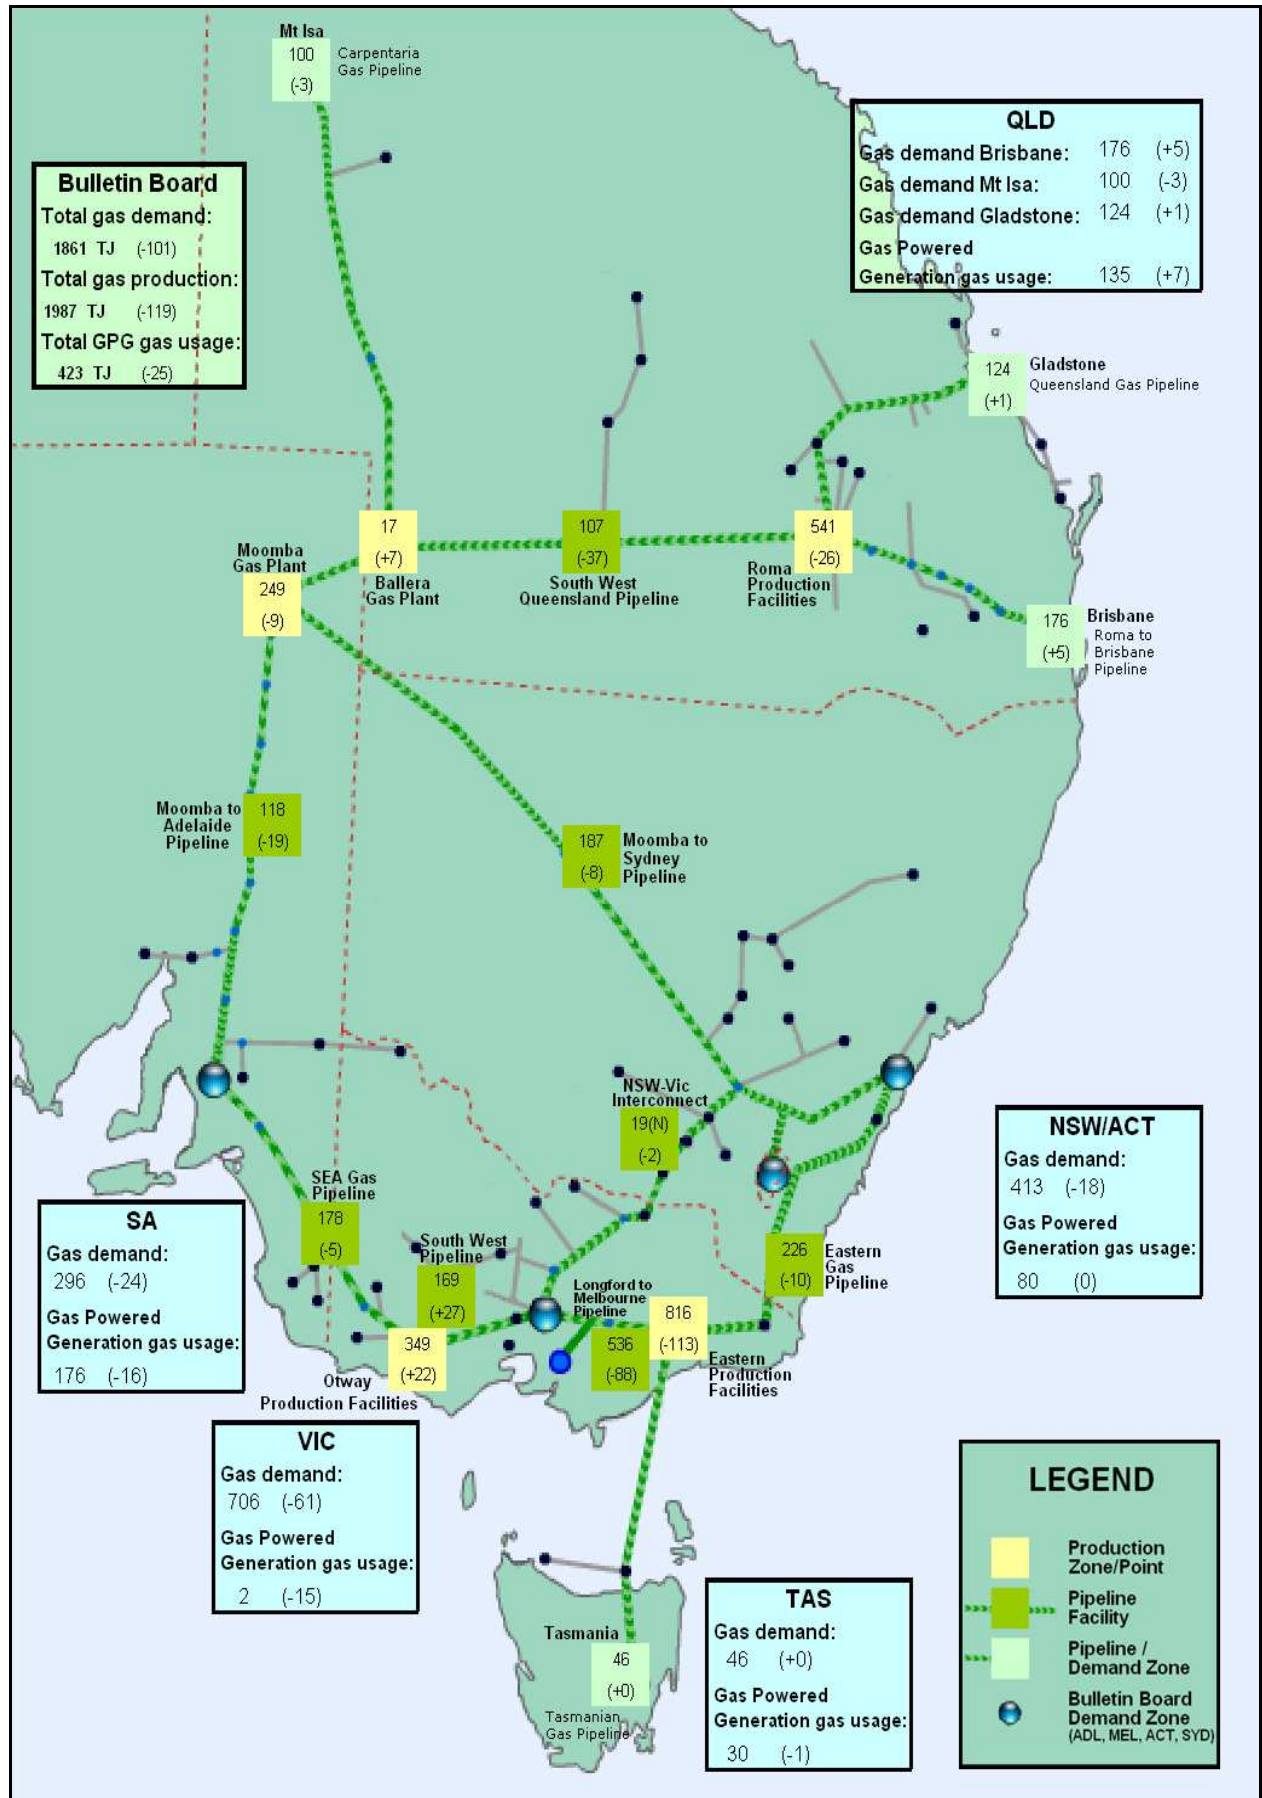 Mt Isa
100
(-3)
Carpentaria
Gas Pipeline
QLD
Gas demand Brisbane: 176 (+5)
Gas demand Mt Isa: 100 (-3)
Gas demand Gladstone: 124 (+1)
Gas Powered
Generation gas usage: 135 (+7)
Bulletin Board
Total gas demand:
1861 TJ (-101)
Total gas production:
1987 TJ (-119)
Total GPG gas usage:
423 TJ (-25)
124
(+1)
Gladstone
Queensland Gas Pipeline
Moomba
Gas Plant
249
(-9)
17
(+7)
Ballera
Gas Plant
107
(-37)
South West
Queensland Pipeline
541
(-26)
Roma
Production
Facilities
176
(+5)
Brisbane
Roma to
Brisbane
Pipeline
Moomba to
Adelaide
Pipeline
118
(-19)
187
(-8)
Moomba to
Sydney
Pipeline
NSW-Vic
Interconnect
19(N)
(-2)
NSW/ACT
Gas demand:
413 (-18)
Gas Powered
Generation gas usage:
80 (0)
SEA Gas
Pipeline
178
(-5)
SA
Gas demand:
296 (-24)
Gas Powered
Generation gas usage:
176 (-16)
South West
Pipeline
169
(+27)
Longford to
Melbourne
Pipeline
536
(-88)
816
(-113)
Eastern
Production
Facilities
226
(-10)
Eastern
Gas
Pipeline
349
(+22)
Otway
Production Facilities
VIC
Gas demand:
706 (-61)
Gas Powered
Generation gas usage:
2 (-15)
Tasmania
46
(+0)
Tasmanian
Gas Pipeline
TAS
Gas demand:
46 (+0)
Gas Powered
Generation gas usage:
30 (-1)
LEGEND
Production
Zone/Point
Pipeline
Facility
Pipeline /
Demand Zone
Bulletin Board
Demand Zone
(ADL, MEL, ACT, SYD)